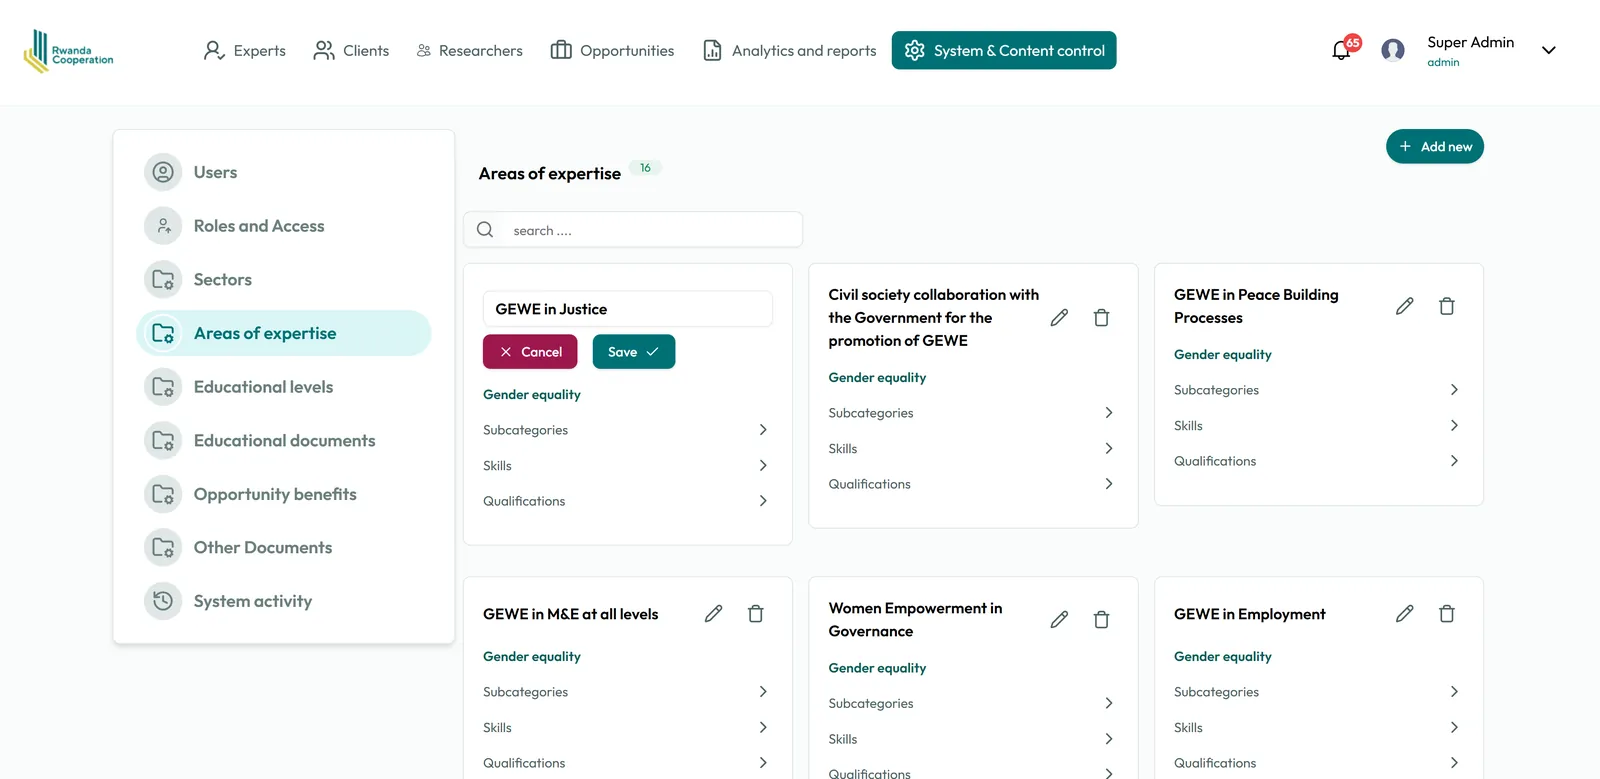 Rwanda
Cooperation
Experts
Clients
Researchers
Opportunities
Analytics and reports
System & Content control
65
Super Admin
admin
Users
Roles and Access
Sectors
Areas of expertise
Educational levels
Educational documents
Opportunity benefits
Other Documents
System activity
Areas of expertise
16
Add new
search ....
GEWE in Justice
Cancel
Save
Gender equality
Subcategories
Skills
Qualifications
Civil society collaboration with
the Government for the
promotion of GEWE
Gender equality
Subcategories
Skills
Qualifications
GEWE in Peace Building
Processes
Gender equality
Subcategories
Skills
Qualifications
GEWE in M&E at all levels
Gender equality
Subcategories
Skills
Qualifications
Women Empowerment in
Governance
Gender equality
Subcategories
Skills
Qualifications
GEWE in Employment
Gender equality
Subcategories
Skills
Qualifications